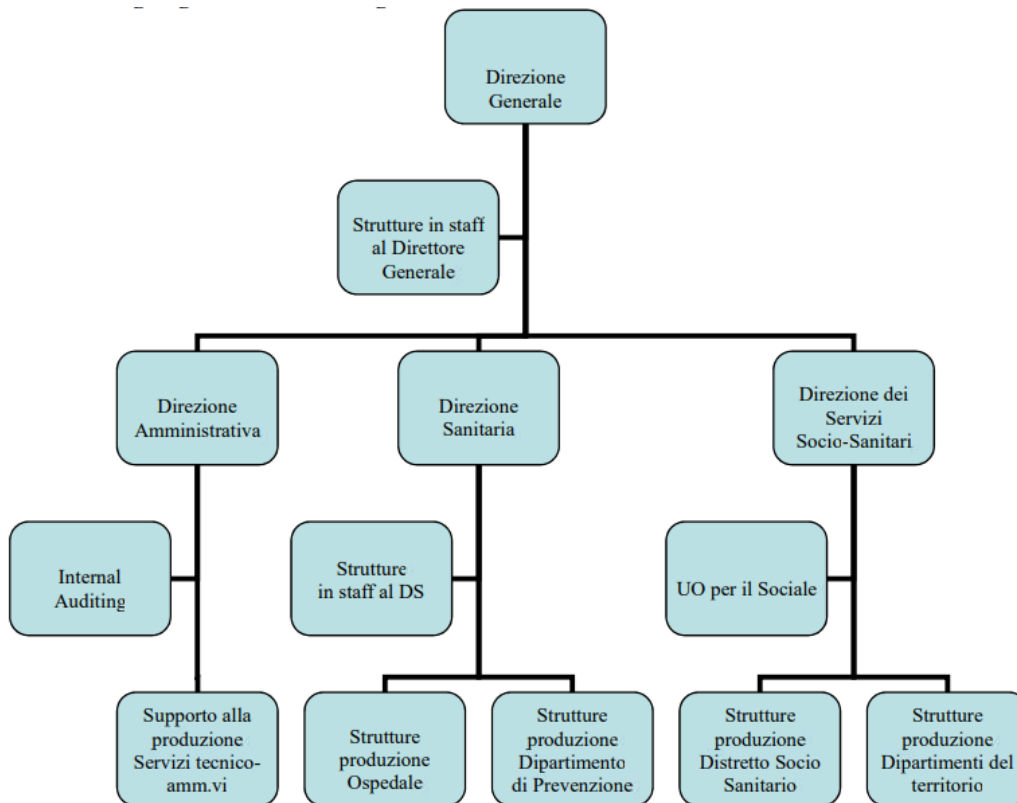 Direzione
Generale
Strutture in staff
al Direttore
Generale
Direzione
Amministrativa
Direzione
Sanitaria
Direzione dei
Servizi
Socio-Sanitari
Internal
Auditing
Strutture
in staff al DS
UO per il Sociale
Supporto alla
produzione
Servizi tecnico-
amm.vi
Strutture
produzione
Ospedale
Strutture
produzione
Dipartimento
di Prevenzione
Strutture
produzione
Distretto Socio
Sanitario
Strutture
produzione
Dipartimenti del
territorio